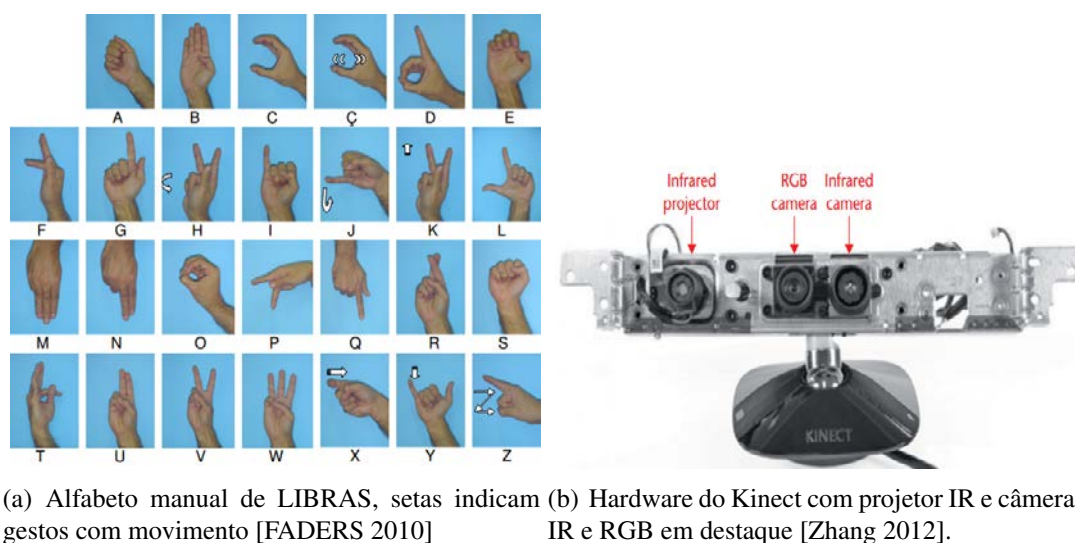 A B C Ç D E
F G H I J K L
M N O P Q R S
T U V W X Y Z
Infrared projector
RGB camera
Infrared camera
KINECT
(a) Alfabeto manual de LIBRAS, setas indicam
gestos com movimento [FADERS 2010]
(b) Hardware do Kinect com projetor IR e câmera
IR e RGB em destaque [Zhang 2012].